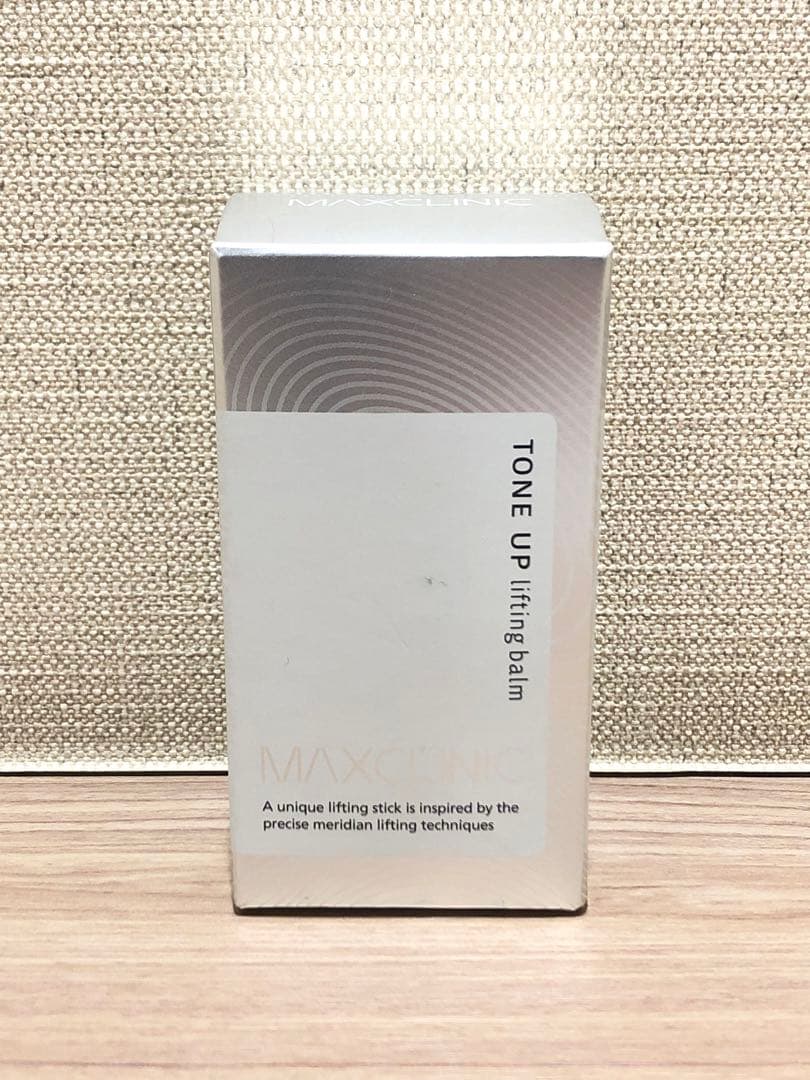 MAXCLINIC
TONE UP lifting balm
MAXCLINIC
A unique lifting stick is inspired by the
precise meridian lifting techniques